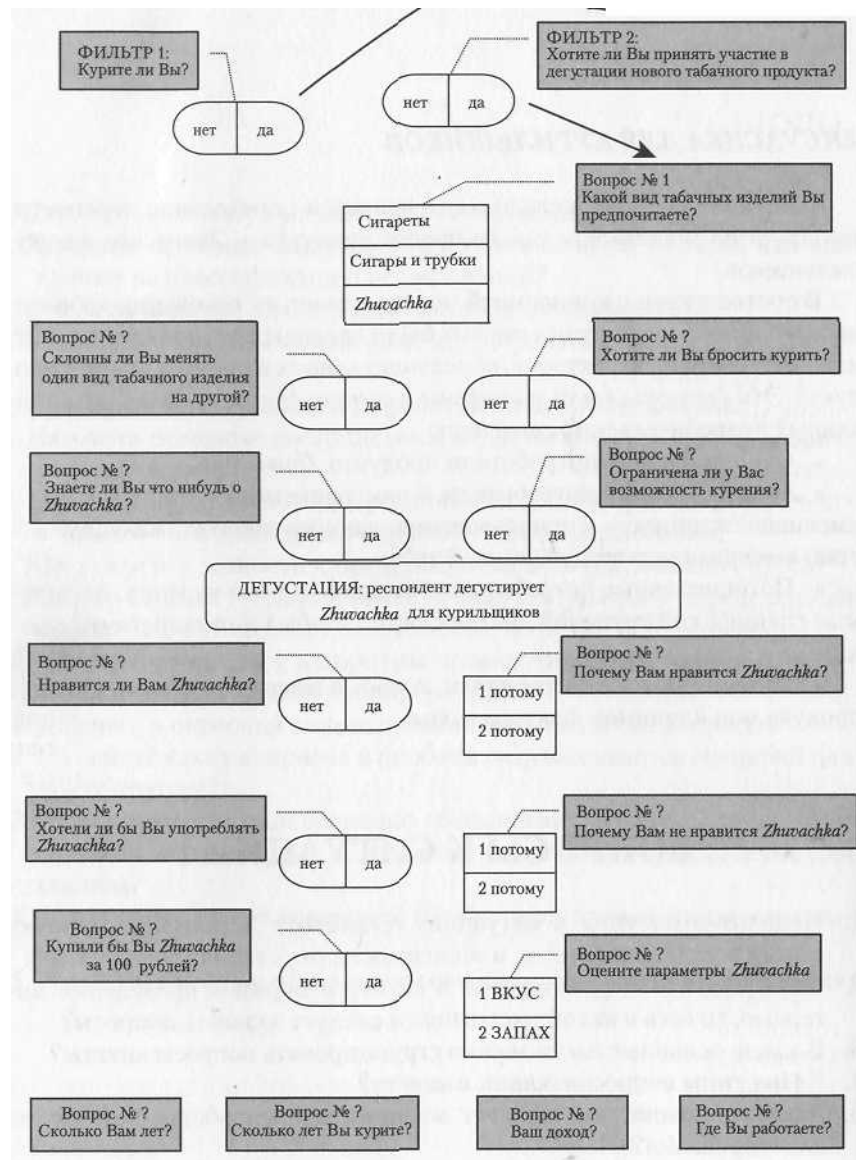 ФИЛЬТР 1:
Курите ли Вы?
нет
да
ФИЛЬТР 2:
Хотите ли Вы принять участие в
дегустации нового табачного продукта?
нет
да
Вопрос № 1
Какой вид табачных изделий Вы
предпочитаете?
Сигареты
Сигары и трубки
Zhuvachka
Вопрос № ?
Склонны ли Вы менять
один вид табачного изделия
на другой?
нет
да
Вопрос № ?
Хотите ли Вы бросить курить?
нет
да
Вопрос № ?
Знаете ли Вы что нибудь о
Zhuvachka?
нет
да
Вопрос № ?
Ограничена ли у Вас
возможность курения?
нет
да
ДЕГУСТАЦИЯ: респондент дегустирует
Zhuvachka для курильщиков
Вопрос № ?
Нравится ли Вам Zhuvachka?
нет
да
Вопрос № ?
Почему Вам нравится Zhuvachka?
1 потому
2 потому
Вопрос № ?
Хотели ли бы Вы употреблять
Zhuvachka?
нет
да
Вопрос № ?
Почему Вам не нравится Zhuvachka?
1 потому
2 потому
Вопрос № ?
Купили бы Вы Zhuvachka
за 100 рублей?
нет
да
Вопрос № ?
Оцените параметры Zhuvachka
1 ВКУС
2 ЗАПАХ
Вопрос № ?
Сколько Вам лет?
Вопрос № ?
Сколько лет Вы курите?
Вопрос № ?
Ваш доход?
Вопрос № ?
Где Вы работаете?